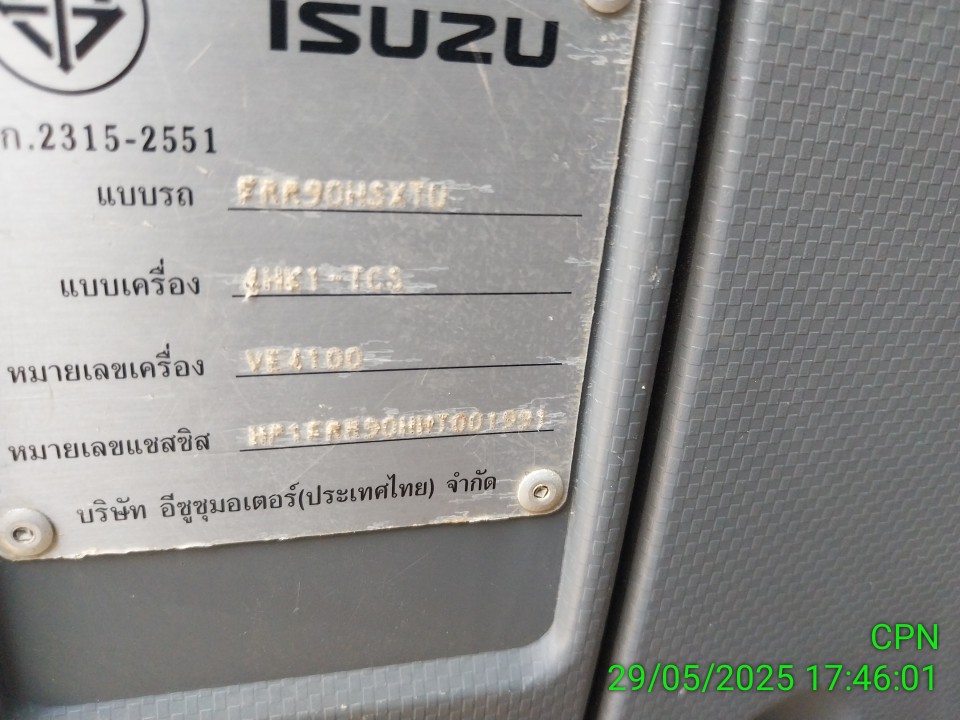 ISUZU
ก.2315-2551
แบบรถ FRR90HSXTU
แบบเครื่อง 4HK1-TCS
หมายเลขเครื่อง VE4100
หมายเลขแชสซิส
บริษัท อีซูซุมอเตอร์(ประเทศไทย) จำกัด
CPN
29/05/2025 17:46:01